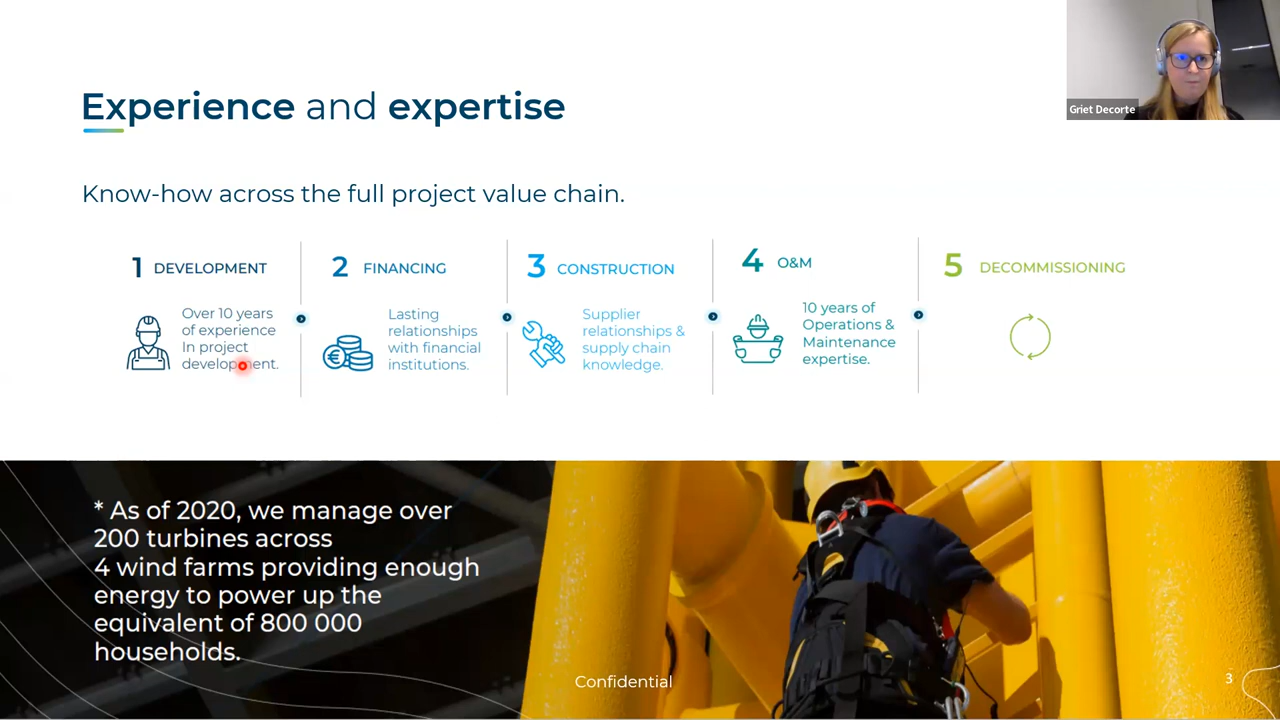 Griet Decorte
Experience and expertise
Know-how across the full project value chain.
1 DEVELOPMENT
Over 10 years
of experience
In project
development.
2 FINANCING
Lasting
relationships
with financial
institutions.
3 CONSTRUCTION
Supplier
relationships &
supply chain
knowledge.
4 O&M
10 years of
Operations &
Maintenance
expertise.
5 DECOMMISSIONING
* As of 2020, we manage over
200 turbines across
4 wind farms providing enough
energy to power up the
equivalent of 800 000
households.
Confidential
3